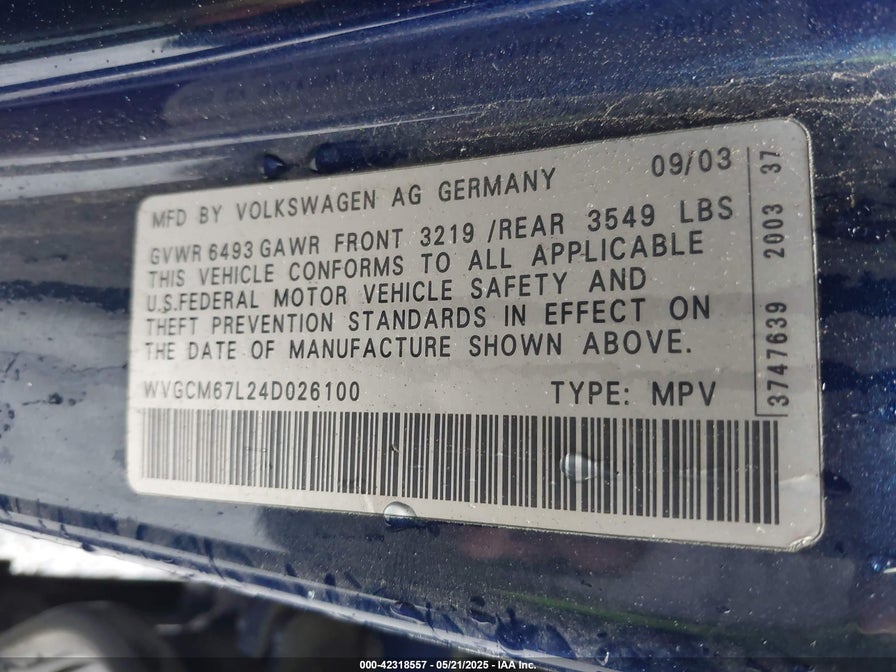 MFD BY VOLKSWAGEN AG GERMANY 09/03
GVWR 6493 GAWR FRONT 3219 /REAR 3549 LBS
THIS VEHICLE CONFORMS TO ALL APPLICABLE
U.S.FEDERAL MOTOR VEHICLE SAFETY AND
THEFT PREVENTION STANDARDS IN EFFECT ON
THE DATE OF MANUFACTURE SHOWN ABOVE.
WVGCM67L24D026100 TYPE: MPV
3747639 2003 37
000-42318557 - 05/21/2025 - IAA Inc.